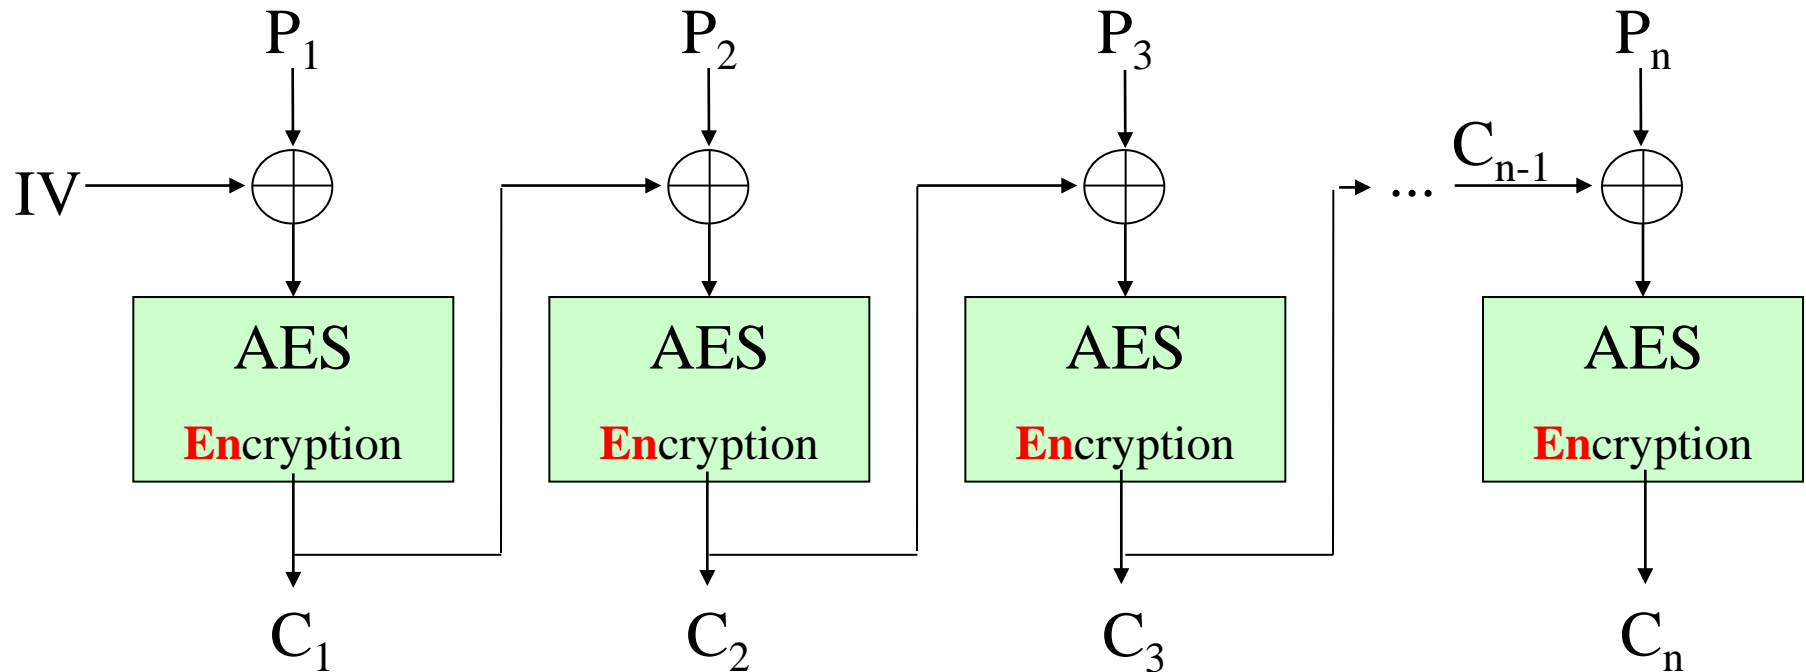 P1 P2 P3 Pn
IV ... Cn-1
AES AES AES AES
Encryption Encryption Encryption Encryption
C1 C2 C3 Cn